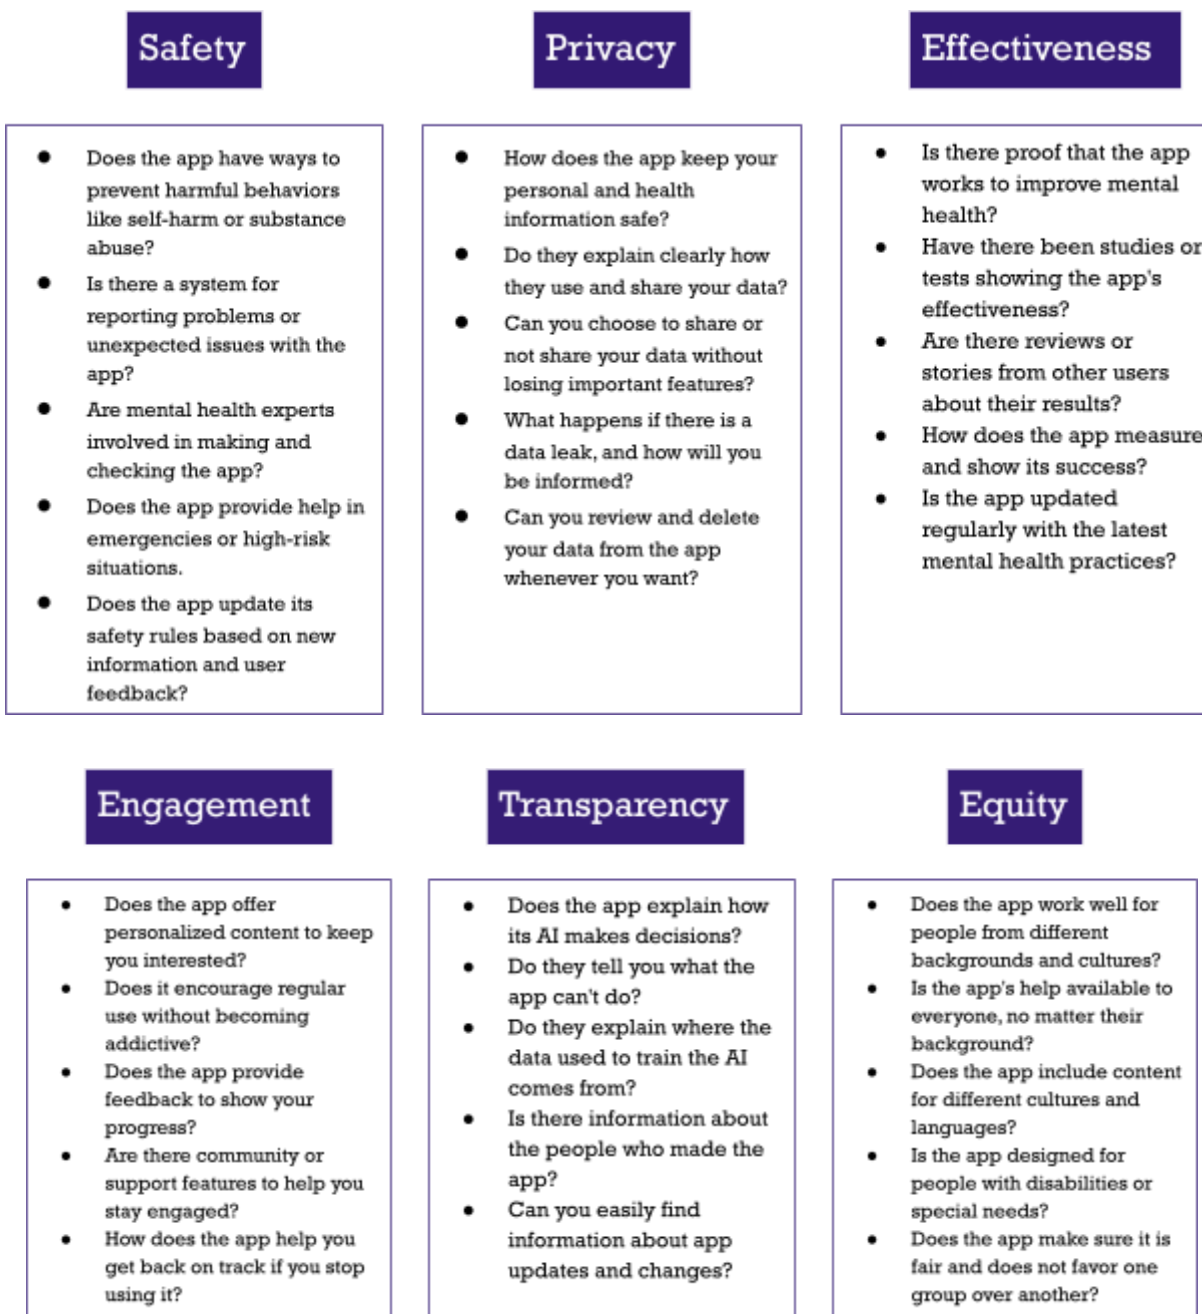 Safety
● Does the app have ways to
prevent harmful behaviors
like self-harm or substance
abuse?
● Is there a system for
reporting problems or
unexpected issues with the
app?
● Are mental health experts
involved in making and
checking the app?
● Does the app provide help in
emergencies or high-risk
situations.
● Does the app update its
safety rules based on new
information and user
feedback?
Privacy
● How does the app keep your
personal and health
information safe?
● Do they explain clearly how
they use and share your data?
● Can you choose to share or
not share your data without
losing important features?
● What happens if there is a
data leak, and how will you
be informed?
● Can you review and delete
your data from the app
whenever you want?
Effectiveness
● Is there proof that the app
works to improve mental
health?
● Have there been studies or
tests showing the app's
effectiveness?
● Are there reviews or
stories from other users
about their results?
● How does the app measure
and show its success?
● Is the app updated
regularly with the latest
mental health practices?
Engagement
● Does the app offer
personalized content to keep
you interested?
● Does it encourage regular
use without becoming
addictive?
● Does the app provide
feedback to show your
progress?
● Are there community or
support features to help you
stay engaged?
● How does the app help you
get back on track if you stop
using it?
Transparency
● Does the app explain how
its AI makes decisions?
● Do they tell you what the
app can't do?
● Do they explain where the
data used to train the AI
comes from?
● Is there information about
the people who made the
app?
● Can you easily find
information about app
updates and changes?
Equity
● Does the app work well for
people from different
backgrounds and cultures?
● Is the app's help available to
everyone, no matter their
background?
● Does the app include content
for different cultures and
languages?
● Is the app designed for
people with disabilities or
special needs?
● Does the app make sure it is
fair and does not favor one
group over another?